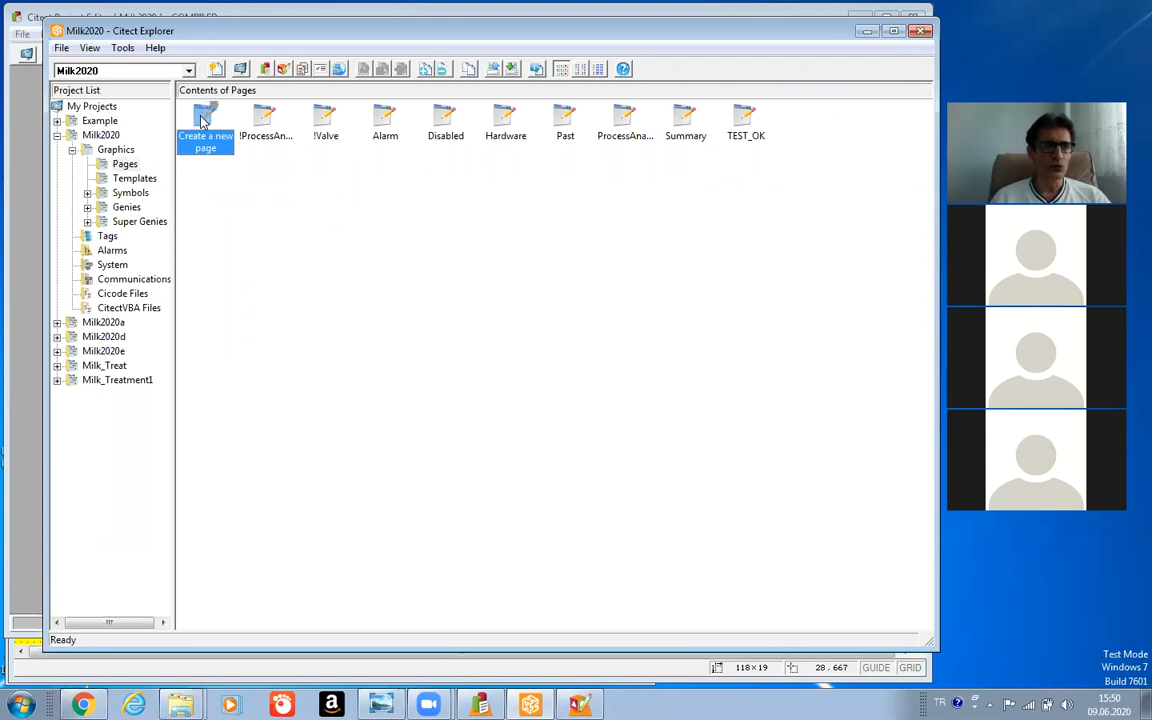 Milk2020 - Citect Explorer
File View Tools Help
File
Milk2020
Project List
Contents of Pages
My Projects
Example
Milk2020
Graphics
Pages
Templates
Symbols
Genies
Super Genies
Tags
Alarms
System
Communications
Cicode Files
CitectVBA Files
Milk2020a
Milk2020d
Milk2020e
Milk_Treat
Milk_Treatment1
Create a new page
!ProcessAn...
!Valve
Alarm
Disabled
Hardware
Past
ProcessAna...
Summary
TEST_OK
Ready
118×19
28,667
GUIDE
GRID
Test Mode
Windows 7
Build 7601
TR
15:50
09.06.2020